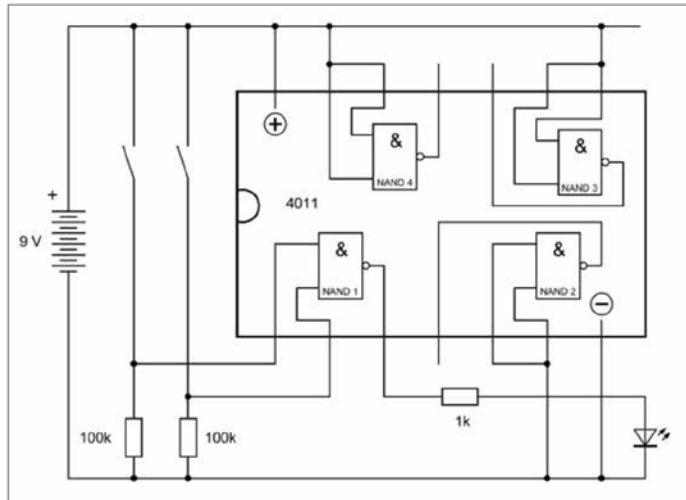 +
&
NAND 4
&
NAND 3
+
9 V
4011
&
NAND 1
&
NAND 2
−
100k
100k
1k